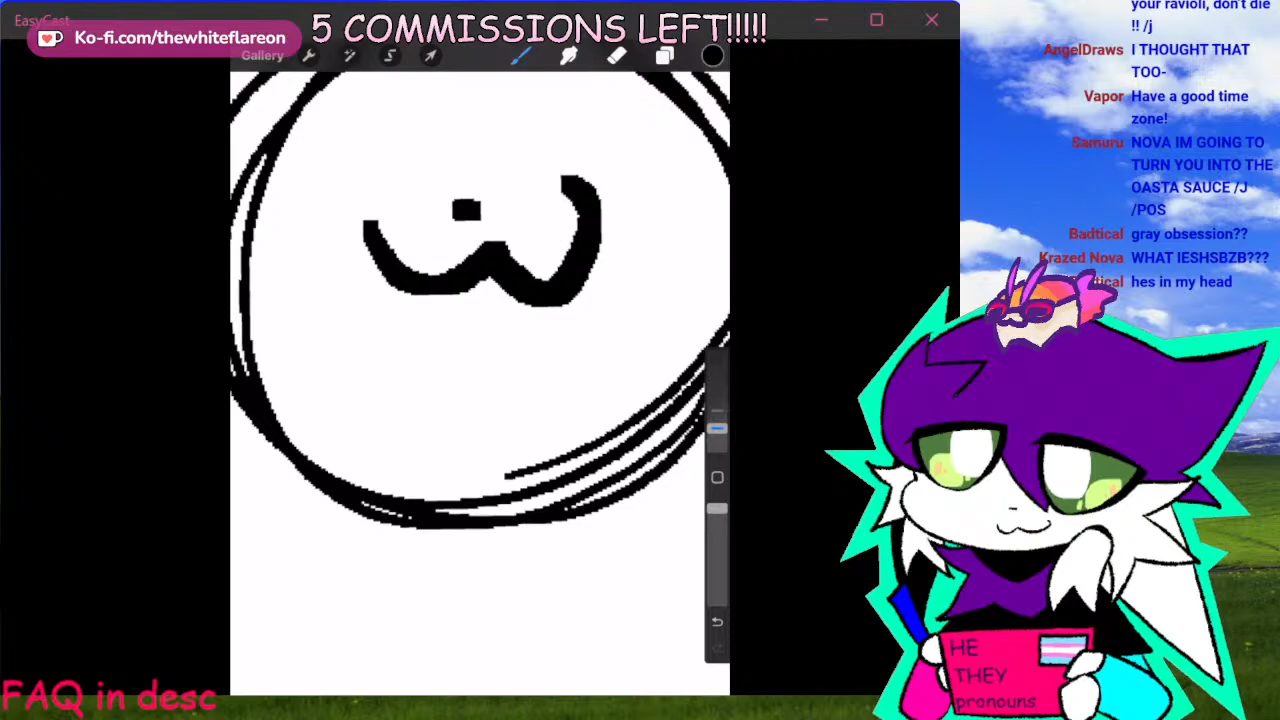 EasyCast
Ko-fi.com/thewhiteflareon
5 COMMISSIONS LEFT!!!!!
Gallery
your ravioli, don't die
!! /j
AngelDraws I THOUGHT THAT
TOO-
Vapor Have a good time
zone!
Samuru NOVA IM GOING TO
TURN YOU INTO THE
OASTA SAUCE /J
/POS
Badtical gray obsession??
Krazed Nova WHAT IESHSBZB???
Badtical hes in my head
HE
THEY
pronouns
FAQ in desc